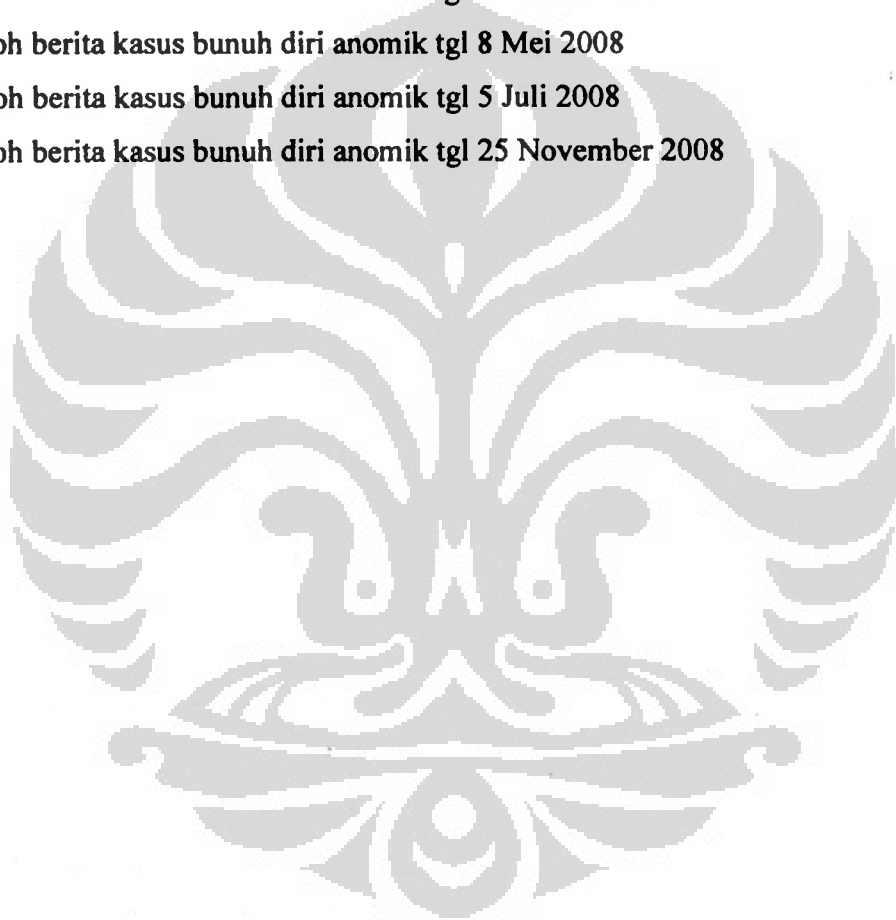 oh berita kasus bunuh diri anomik tgl 8 Mei 2008
oh berita kasus bunuh diri anomik tgl 5 Juli 2008
oh berita kasus bunuh diri anomik tgl 25 November 2008